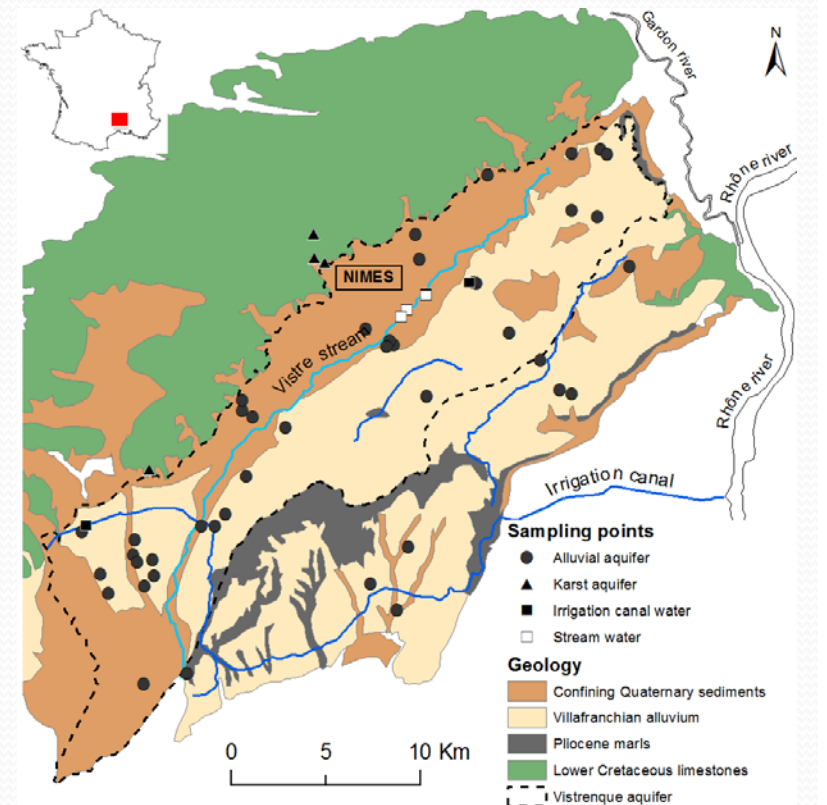 Gardon river
N
Rhône river
NIMES
Vistre stream
Rhône river
Irrigation canal
Sampling points
Alluvial aquifer
Karst aquifer
Irrigation canal water
Stream water
Geology
Confining Quaternary sediments
Villafranchian alluvium
Pliocene marls
Lower Cretaceous limestones
Vistrenque aquifer
0 5 10 Km